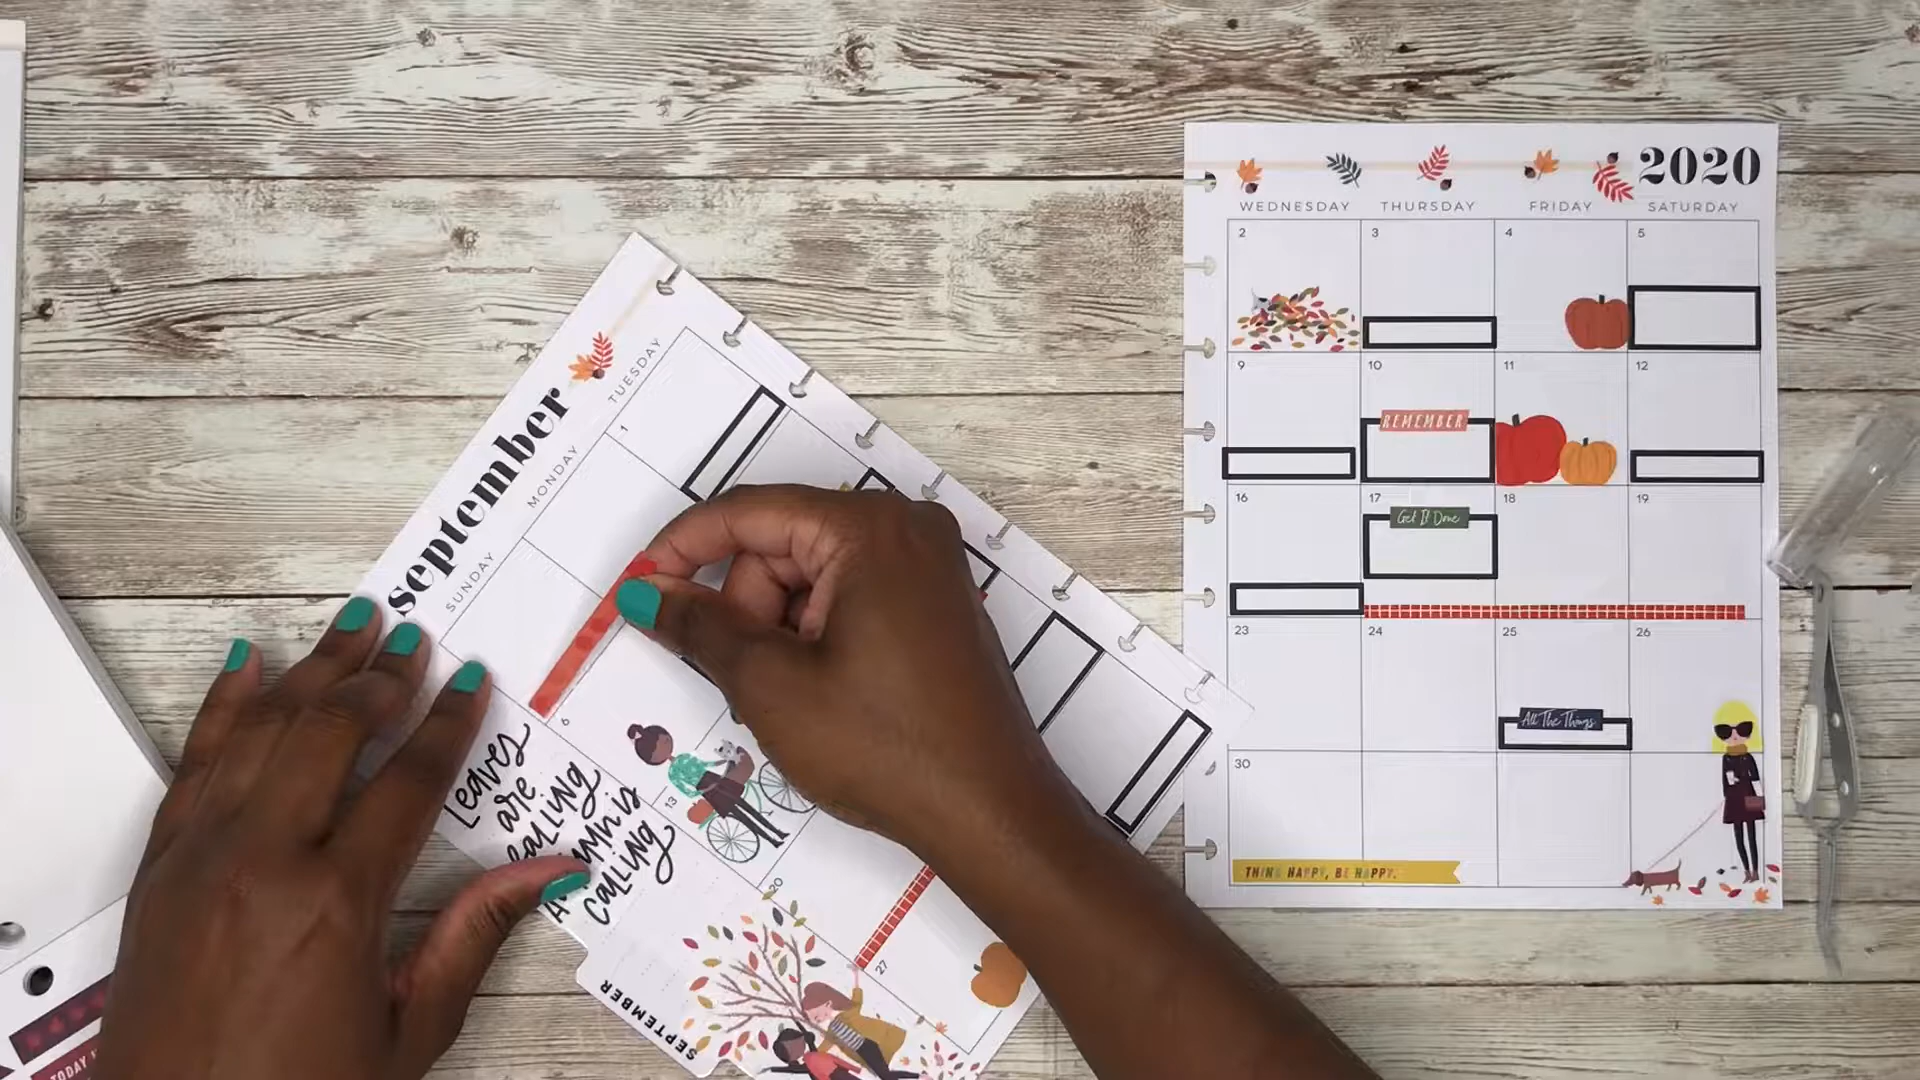 september
SUNDAY
MONDAY
TUESDAY
1
6
13
20
27
Leaves
are
calling
is
calling
SEPTEMBER
TODAY
2020
WEDNESDAY THURSDAY FRIDAY SATURDAY
2 3 4 5
9 10 11 12
REMEMBER
16 17 18 19
Get It Done
23 24 25 26
All The Things
30
THINK HAPPY, BE HAPPY.